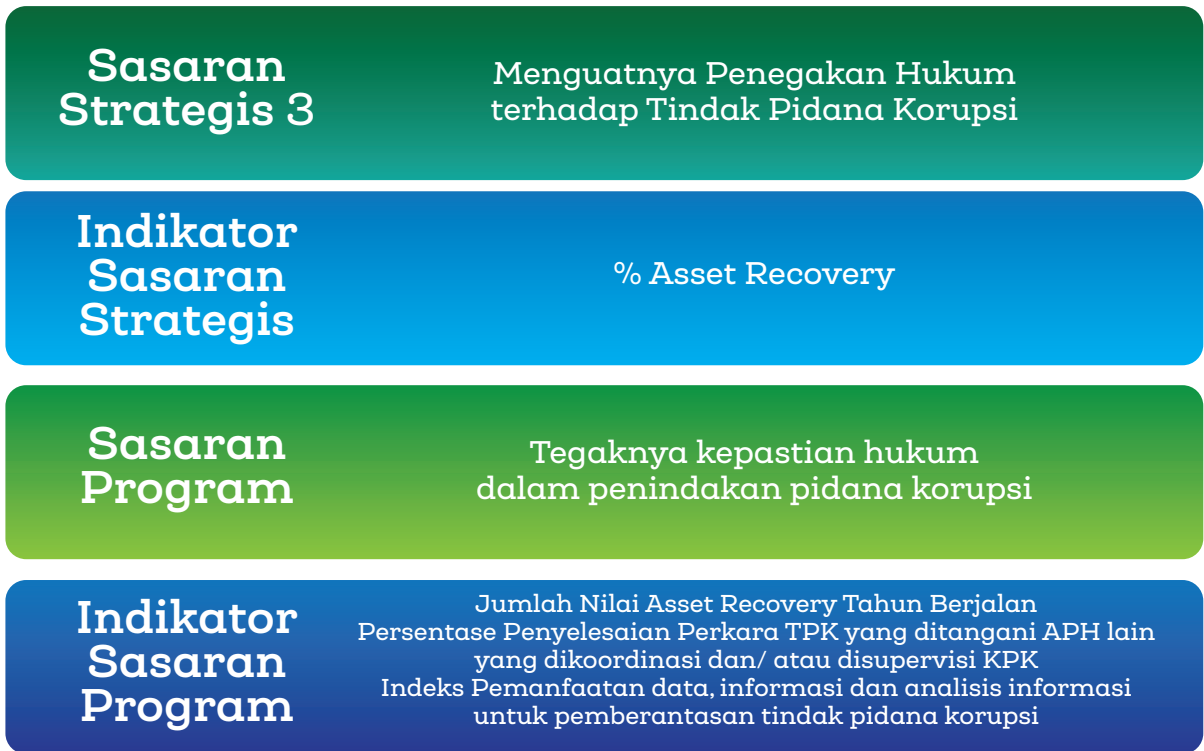 Sasaran
Strategis 3
Menguatnya Penegakan Hukum
terhadap Tindak Pidana Korupsi
Indikator
Sasaran
Strategis
% Asset Recovery
Sasaran
Program
Tegaknya kepastian hukum
dalam penindakan pidana korupsi
Indikator
Sasaran
Program
Jumlah Nilai Asset Recovery Tahun Berjalan
Persentase Penyelesaian Perkara TPK yang ditangani APH lain
yang dikoordinasi dan/ atau disupervisi KPK
Indeks Pemanfaatan data, informasi dan analisis informasi
untuk pemberantasan tindak pidana korupsi